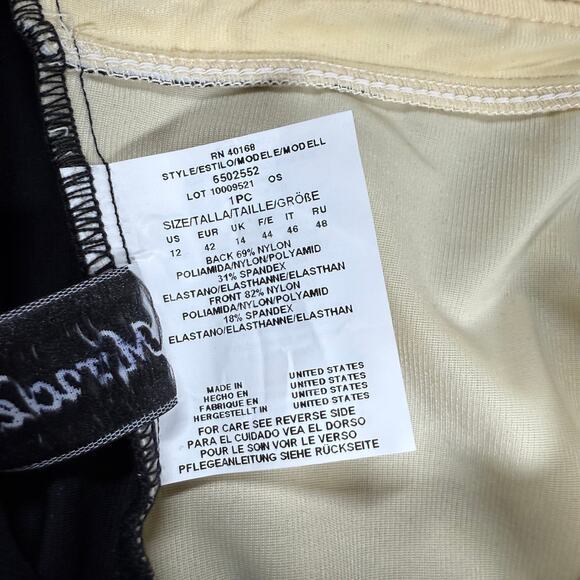 RN 40168
STYLE/ESTILO/MODELE/MODELL
6502552
LOT 10009521 OS
1PC
SIZE/TALLA/TAILLE/GRÖßE
US EUR UK F/E IT RU
12 42 14 44 46 48
BACK 69% NYLON
POLIAMIDA/NYLON/POLYAMID
31% SPANDEX
ELASTANO/ELASTHANNE/ELASTHAN
FRONT 82% NYLON
POLIAMIDA/NYLON/POLYAMID
18% SPANDEX
ELASTANO/ELASTHANNE/ELASTHAN
MADE IN UNITED STATES
HECHO EN UNITED STATES
FABRIQUE EN UNITED STATES
HERGESTELLT IN UNITED STATES
FOR CARE SEE REVERSE SIDE
PARA EL CUIDADO VEA EL DORSO
POUR LE SOIN VOIR LE VERSO
PFLEGEANLEITUNG SIEHE RÜCKSEITE